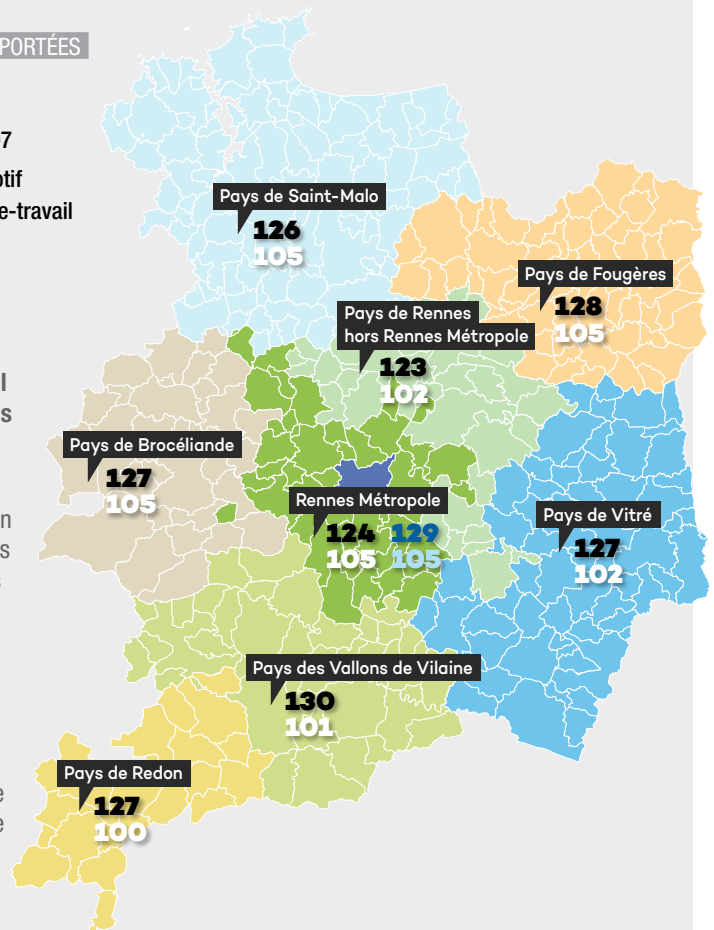 PORTÉES
7
otif
e-travail
l
s
n
s
s
e
e
Pays de Saint-Malo
126
105
Pays de Fougères
128
105
Pays de Rennes
hors Rennes Métropole
123
102
Pays de Brocéliande
127
105
Rennes Métropole
124 129
105 105
Pays de Vitré
127
102
Pays des Vallons de Vilaine
130
101
Pays de Redon
127
100